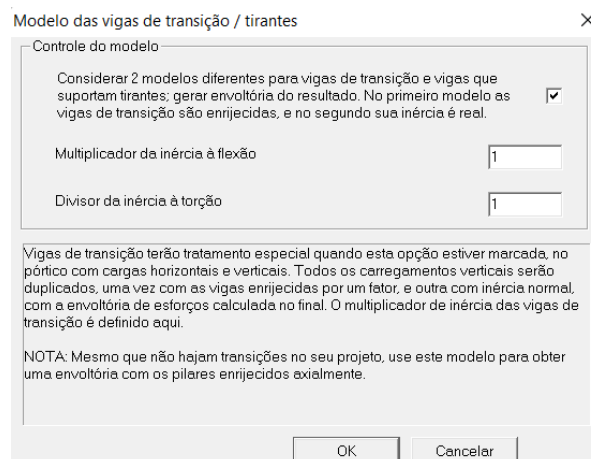 Modelo das vigas de transição / tirantes
Controle do modelo
Considerar 2 modelos diferentes para vigas de transição e vigas que
suportam tirantes; gerar envoltória do resultado. No primeiro modelo as
vigas de transição são enrijecidas, e no segundo sua inércia é real.
Multiplicador da inércia à flexão
1
Divisor da inércia à torção
1
Vigas de transição terão tratamento especial quando esta opção estiver marcada, no
pórtico com cargas horizontais e verticais. Todos os carregamentos verticais serão
duplicados, uma vez com as vigas enrijecidas por um fator, e outra com inércia normal,
com a envoltória de esforços calculada no final. O multiplicador de inércia das vigas de
transição é definido aqui.
NOTA: Mesmo que não hajam transições no seu projeto, use este modelo para obter
uma envoltória com os pilares enrijecidos axialmente.
OK
Cancelar